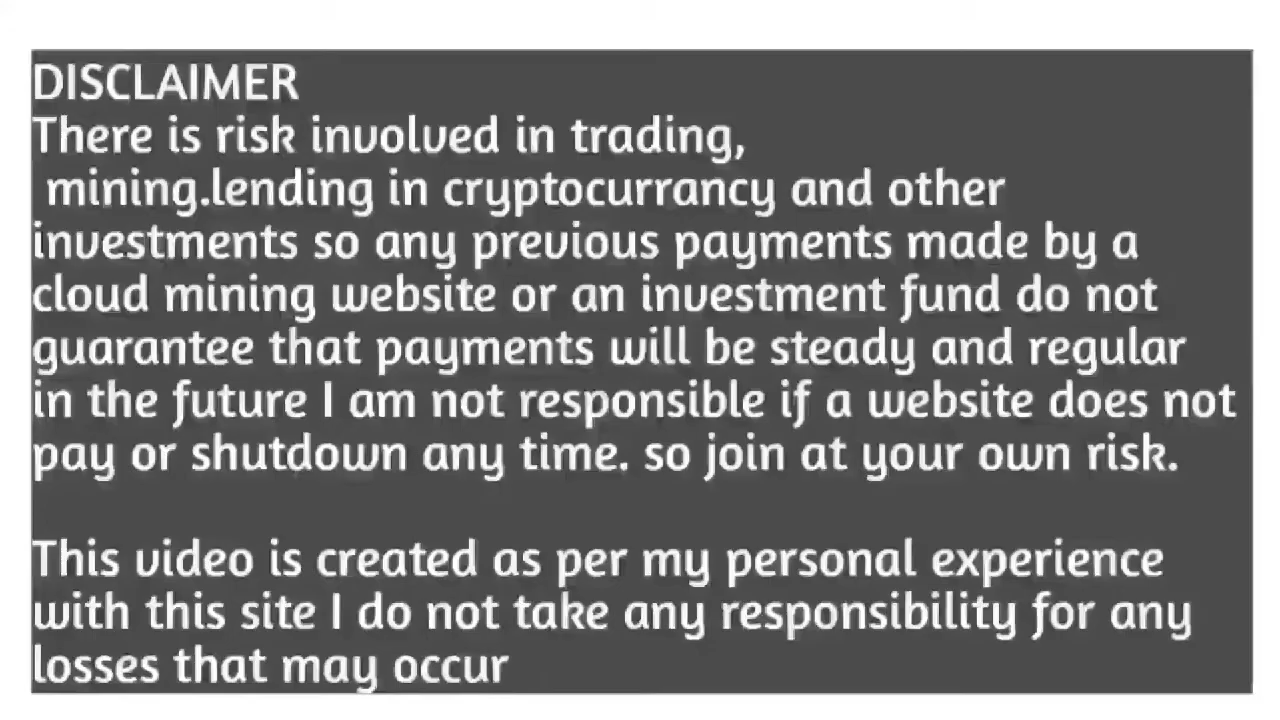 DISCLAIMER
There is risk involved in trading,
mining.lending in cryptocurrancy and other
investments so any previous payments made by a
cloud mining website or an investment fund do not
guarantee that payments will be steady and regular
in the future I am not responsible if a website does not
pay or shutdown any time. so join at your own risk.
This video is created as per my personal experience
with this site I do not take any responsibility for any
losses that may occur